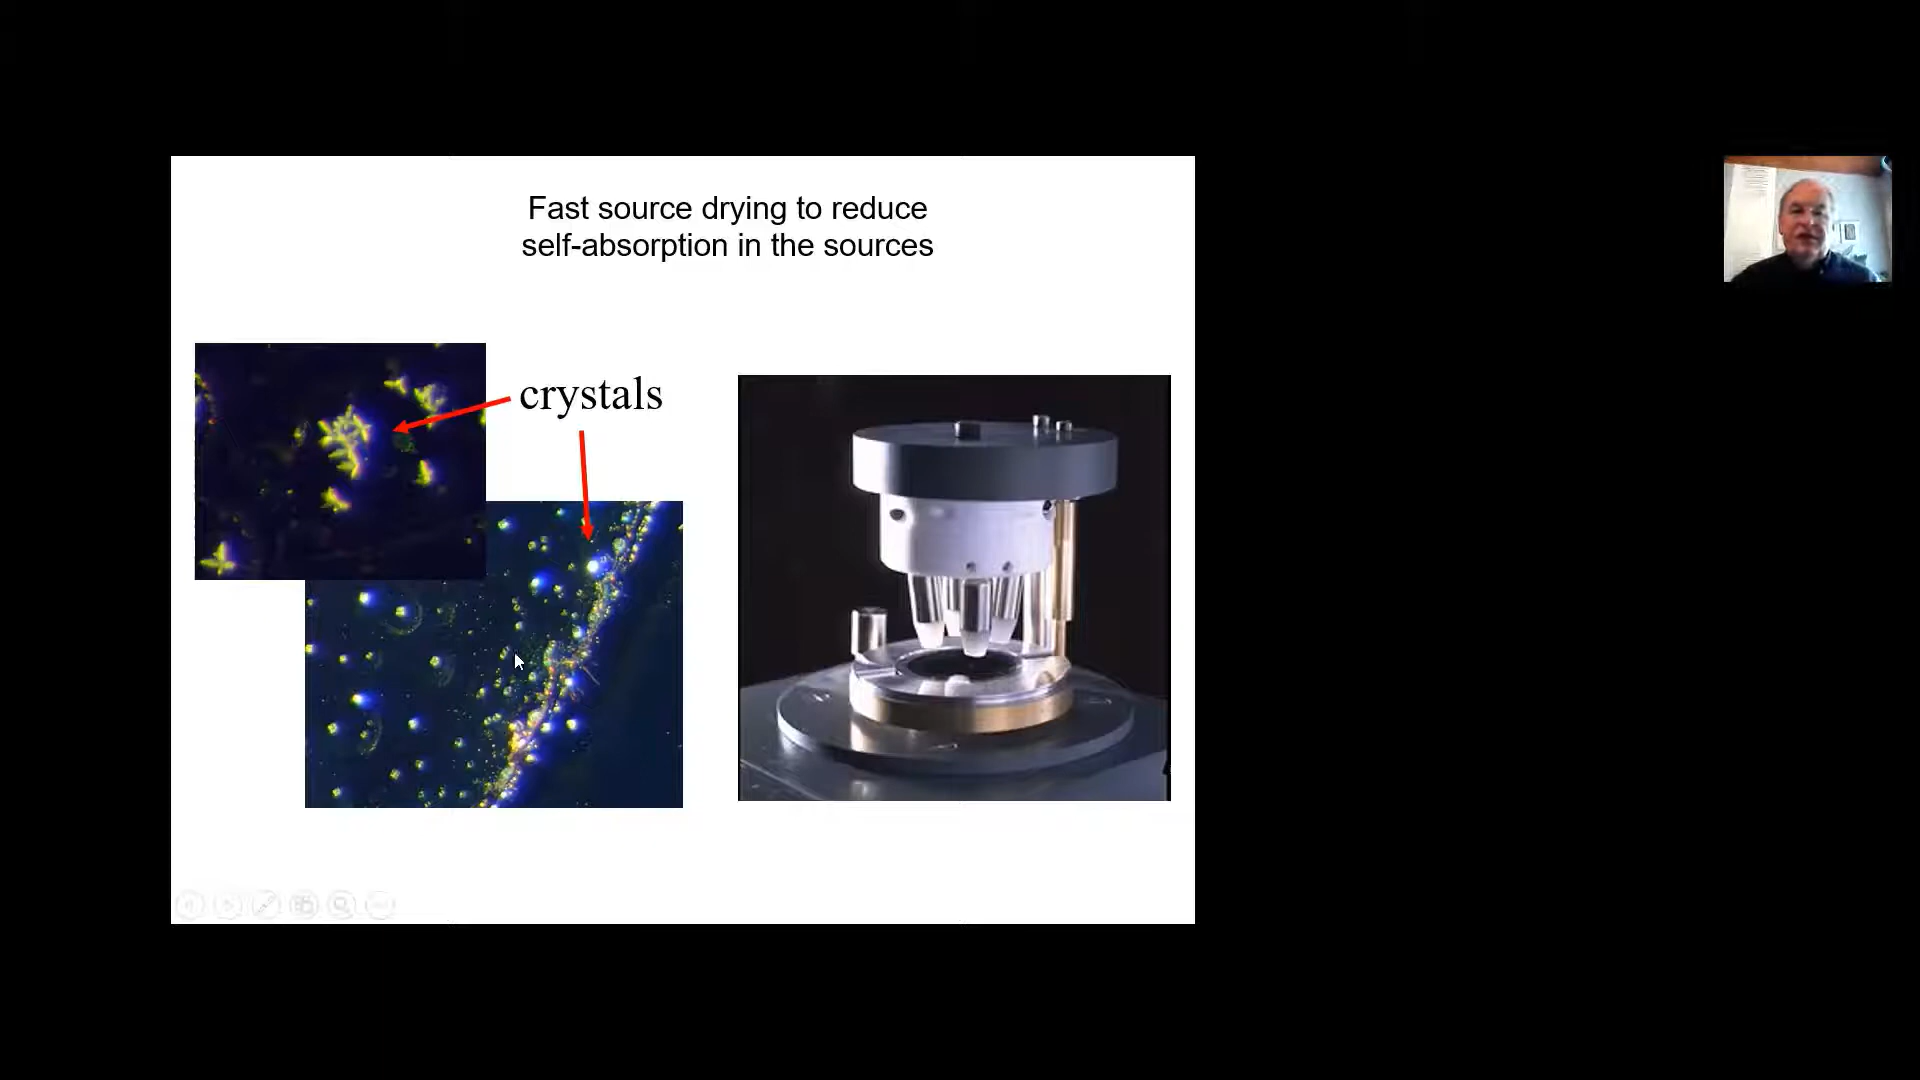 Fast source drying to reduce
self-absorption in the sources
crystals